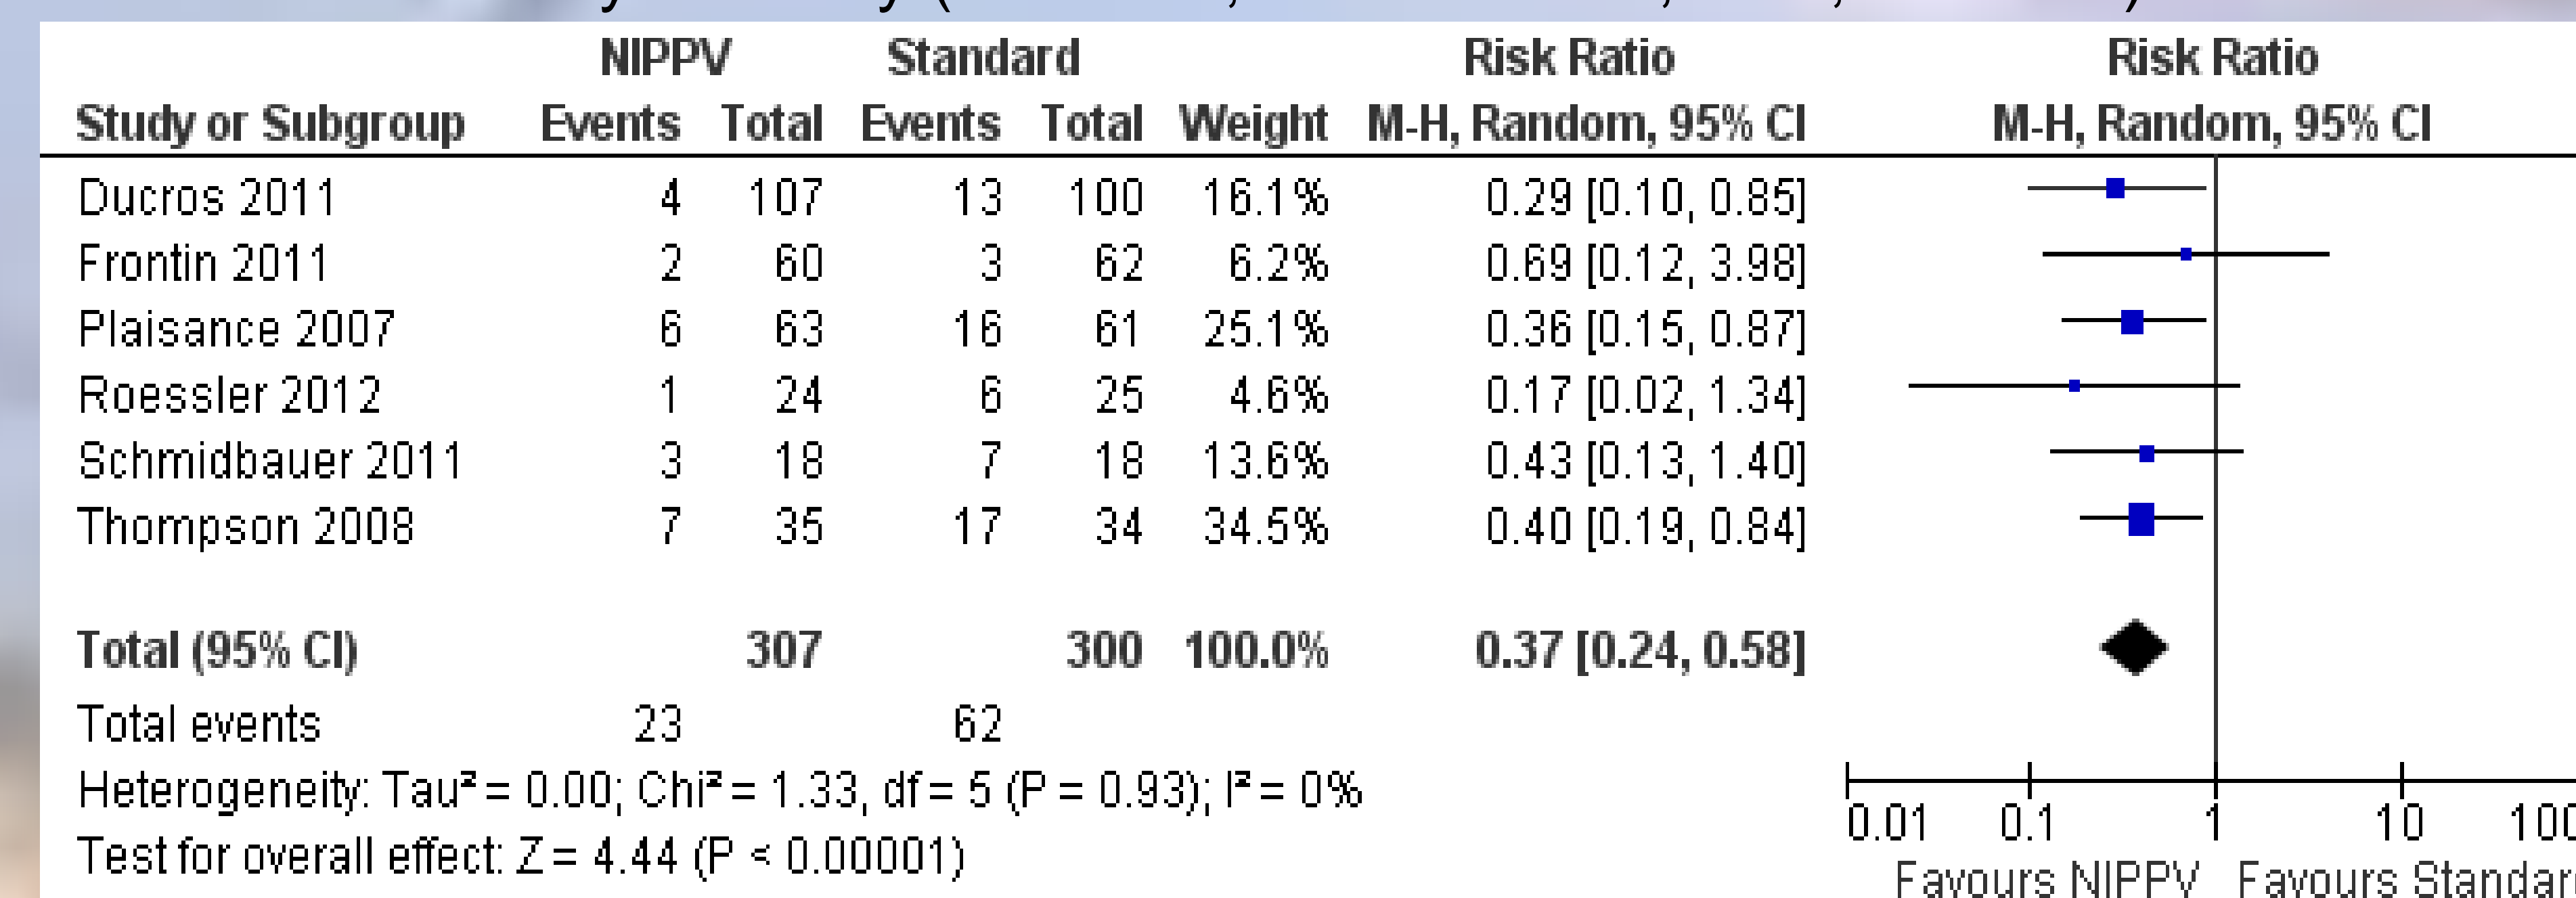 NIPPV Standard Risk Ratio Risk Ratio
Study or Subgroup Events Total Events Total Weight M-H, Random, 95% CI M-H, Random, 95% CI
Ducros 2011 4 107 13 100 16.1% 0.29 [0.10, 0.85]
Frontin 2011 2 60 3 62 6.2% 0.69 [0.12, 3.98]
Plaisance 2007 6 63 16 61 25.1% 0.36 [0.15, 0.87]
Roessler 2012 1 24 6 25 4.6% 0.17 [0.02, 1.34]
Schmidbauer 2011 3 18 7 18 13.6% 0.43 [0.13, 1.40]
Thompson 2008 7 35 17 34 34.5% 0.40 [0.19, 0.84]
Total (95% CI) 307 300 100.0% 0.37 [0.24, 0.58]
Total events 23 62
Heterogeneity: Tau² = 0.00; Chi² = 1.33, df = 5 (P = 0.93); I² = 0%
Test for overall effect: Z = 4.44 (P < 0.00001)
0.01 0.1 1 10 100
Favours NIPPV Favours Standard